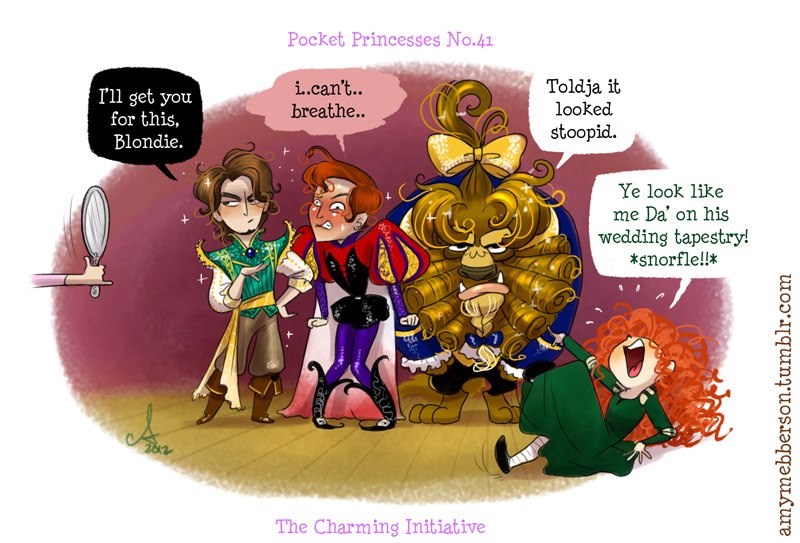 Pocket Princesses No.41
I'll get you
for this,
Blondie.
i..can't..
breathe..
Toldja it
looked
stoopid.
Ye look like
me Da' on his
wedding tapestry!
*snorfle!!*
2012
The Charming Initiative
amymebberson.tumblr.com